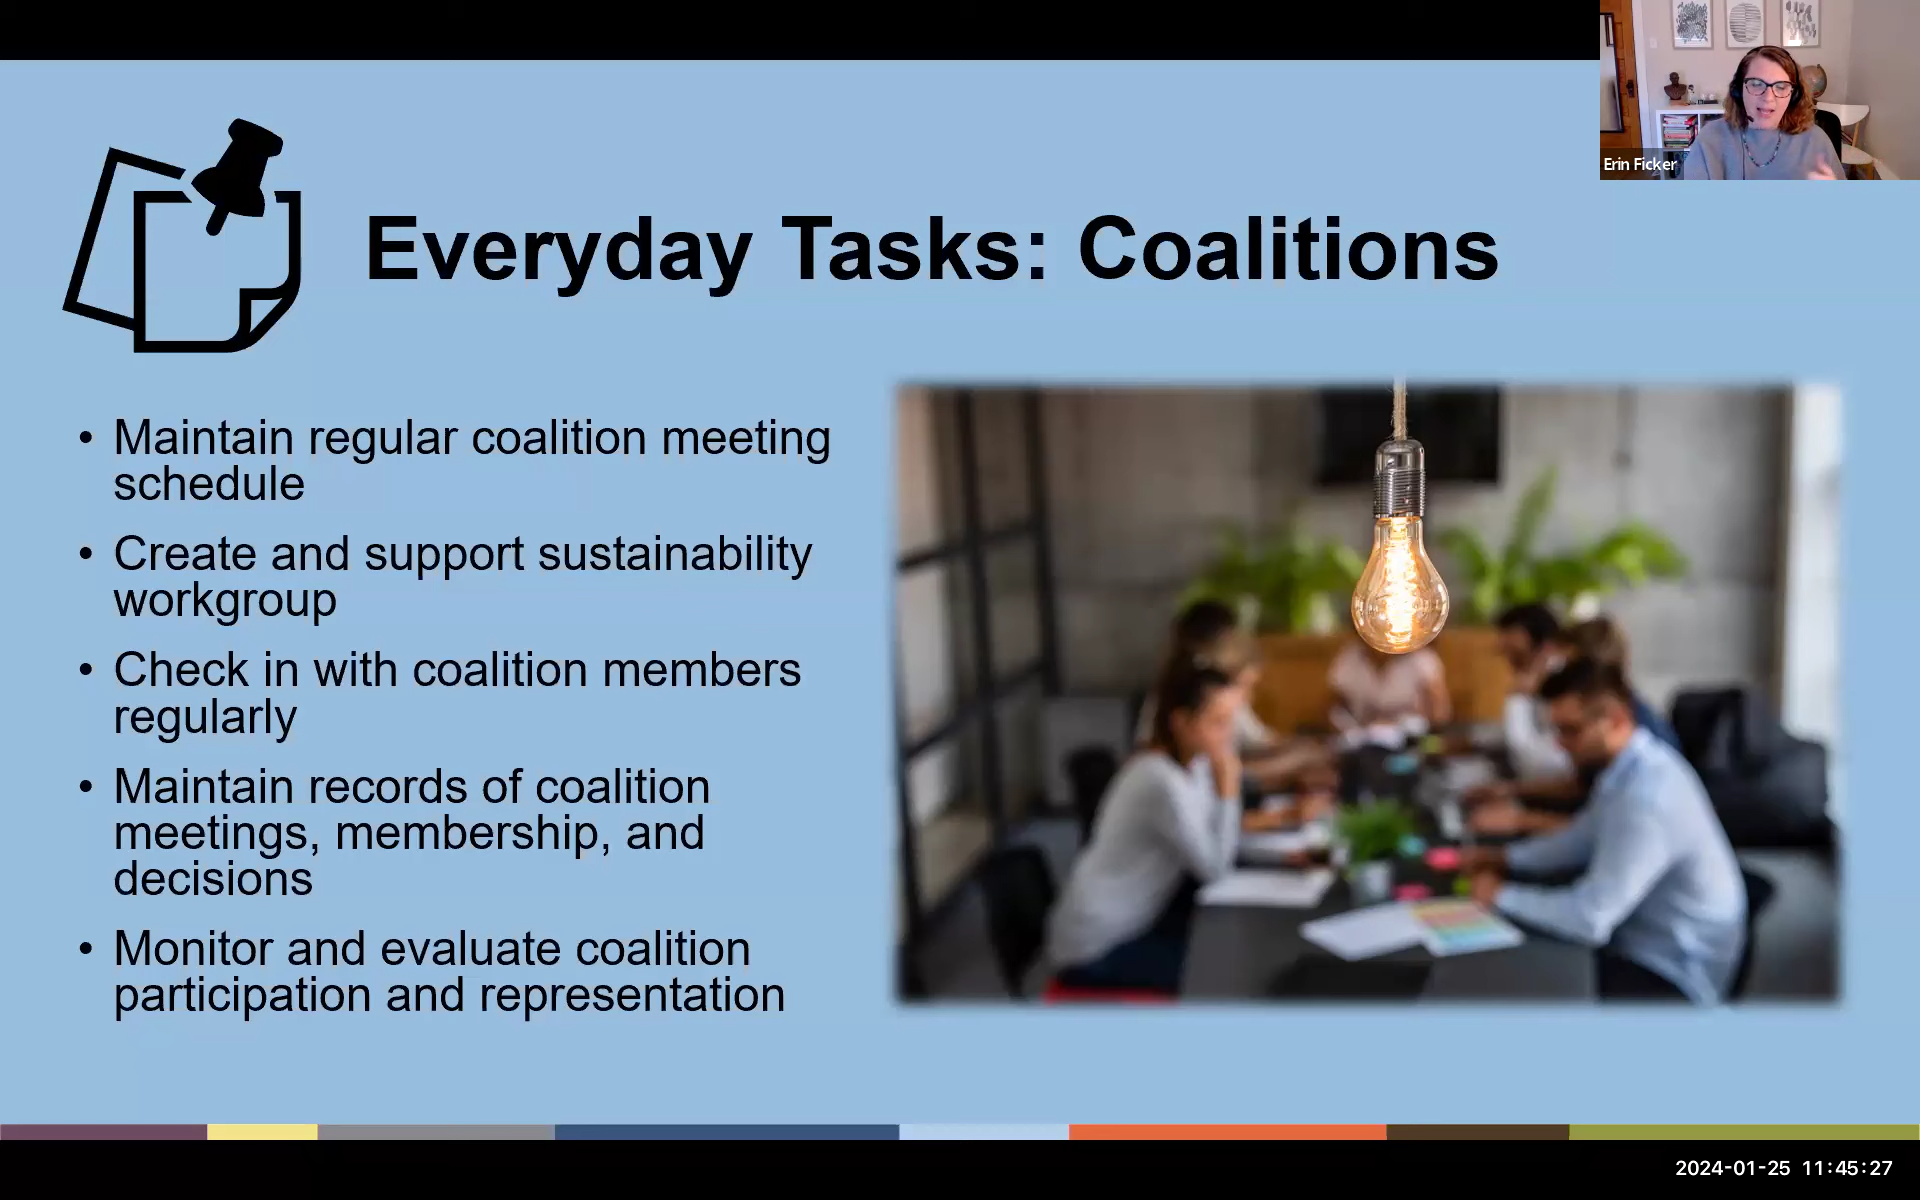 Erin Ficker
Everyday Tasks: Coalitions
• Maintain regular coalition meeting
schedule
• Create and support sustainability
workgroup
• Check in with coalition members
regularly
• Maintain records of coalition
meetings, membership, and
decisions
• Monitor and evaluate coalition
participation and representation
2024-01-25 11:45:27